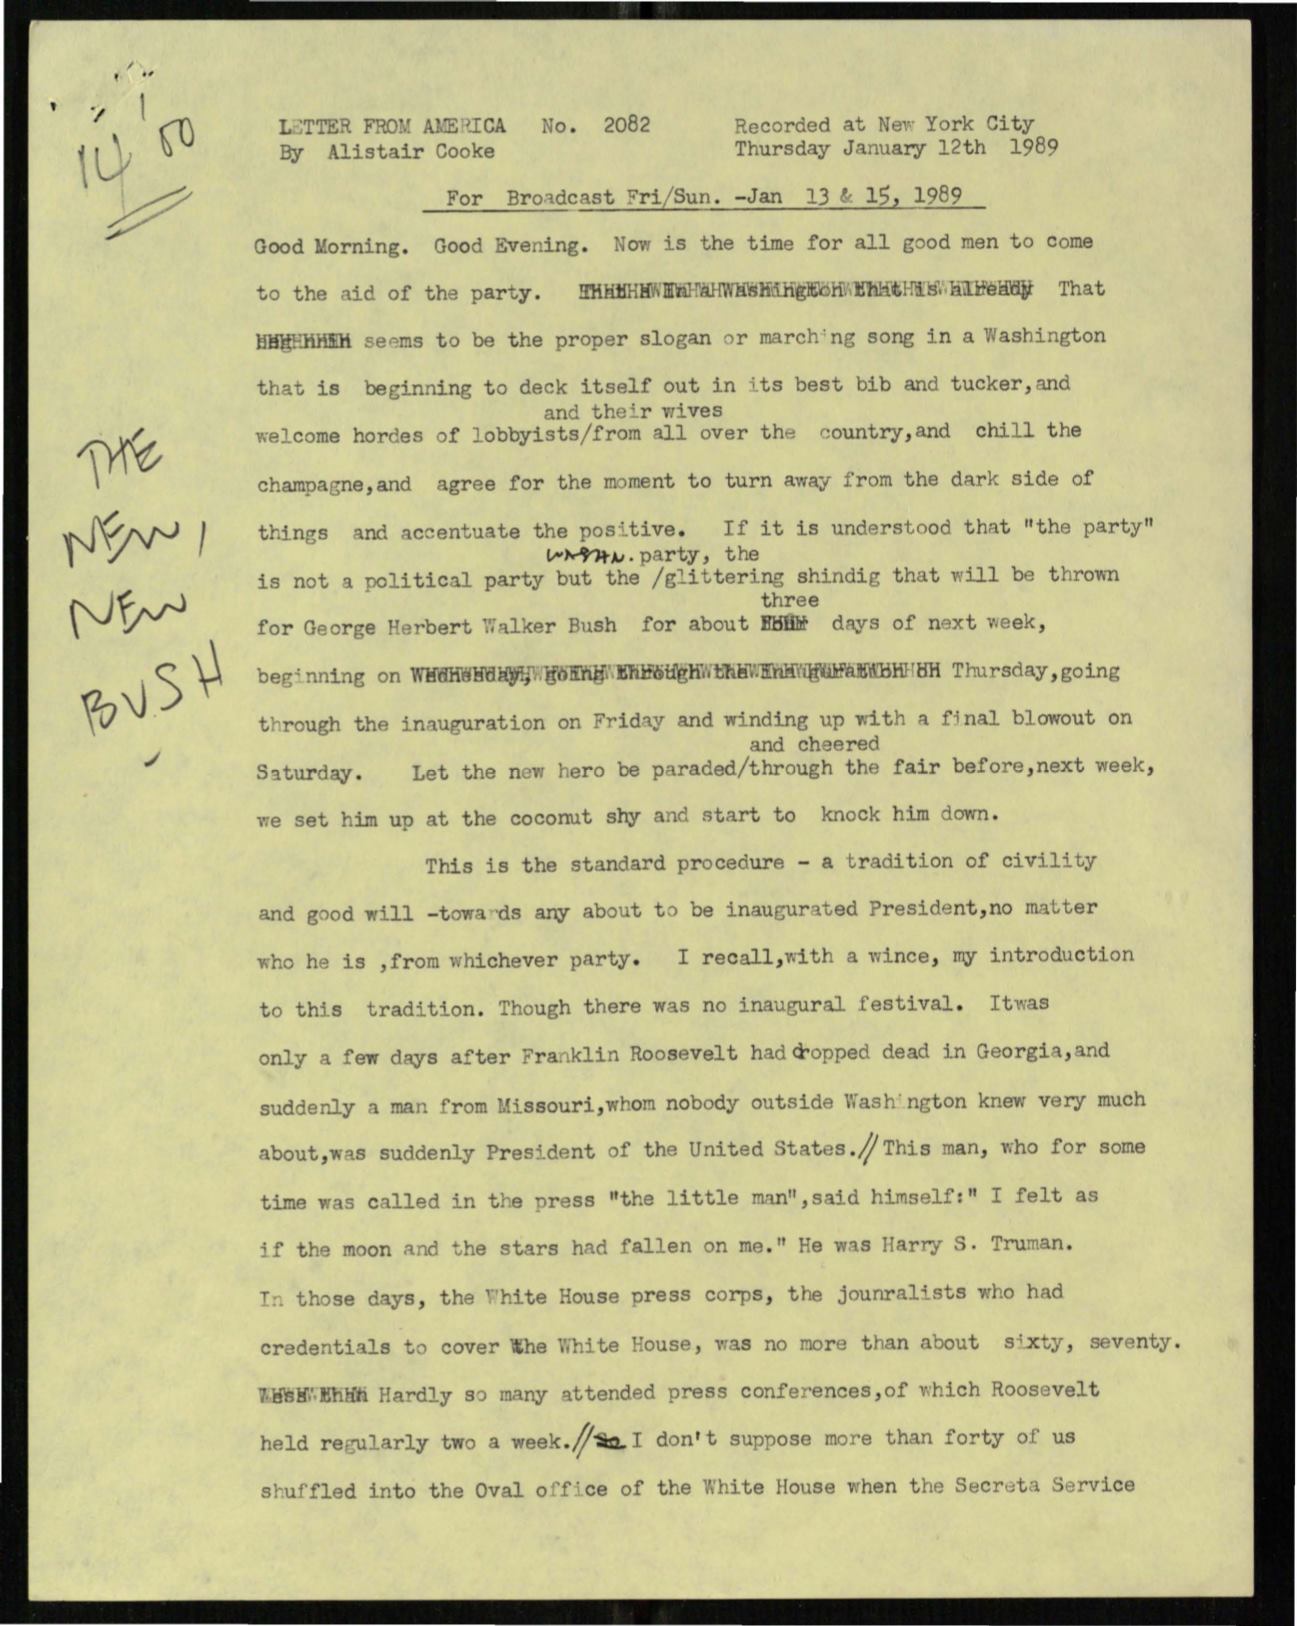 14'00
LETTER FROM AMERICA No. 2082 Recorded at New York City
By Alistair Cooke Thursday January 12th 1989
For Broadcast Fri/Sun. -Jan 13 & 15, 1989
Good Morning. Good Evening. Now is the time for all good men to come
to the aid of the party. In a Washington that is already That
seems to be the proper slogan or marching song in a Washington
that is beginning to deck itself out in its best bib and tucker,and
and their wives
welcome hordes of lobbyists/from all over the country,and chill the
THE
champagne,and agree for the moment to turn away from the dark side of
things and accentuate the positive. If it is understood that "the party"
NEW,
WASHN. party, the
is not a political party but the /glittering shindig that will be thrown
three
NEW
for George Herbert Walker Bush for about four days of next week,
beginning on Wednesday, going through the inauguration on Thursday,going
BUSH
through the inauguration on Friday and winding up with a final blowout on
and cheered
Saturday. Let the new hero be paraded/through the fair before,next week,
we set him up at the coconut shy and start to knock him down.
This is the standard procedure - a tradition of civility
and good will -towards any about to be inaugurated President,no matter
who he is ,from whichever party. I recall,with a wince, my introduction
to this tradition. Though there was no inaugural festival. Itwas
only a few days after Franklin Roosevelt had dropped dead in Georgia,and
suddenly a man from Missouri,whom nobody outside Washington knew very much
about,was suddenly President of the United States.// This man, who for some
time was called in the press "the little man",said himself:" I felt as
if the moon and the stars had fallen on me." He was Harry S. Truman.
In those days, the White House press corps, the jounralists who had
credentials to cover the White House, was no more than about sixty, seventy.
Less than Hardly so many attended press conferences,of which Roosevelt
held regularly two a week.// So I don't suppose more than forty of us
shuffled into the Oval office of the White House when the Secreta Service